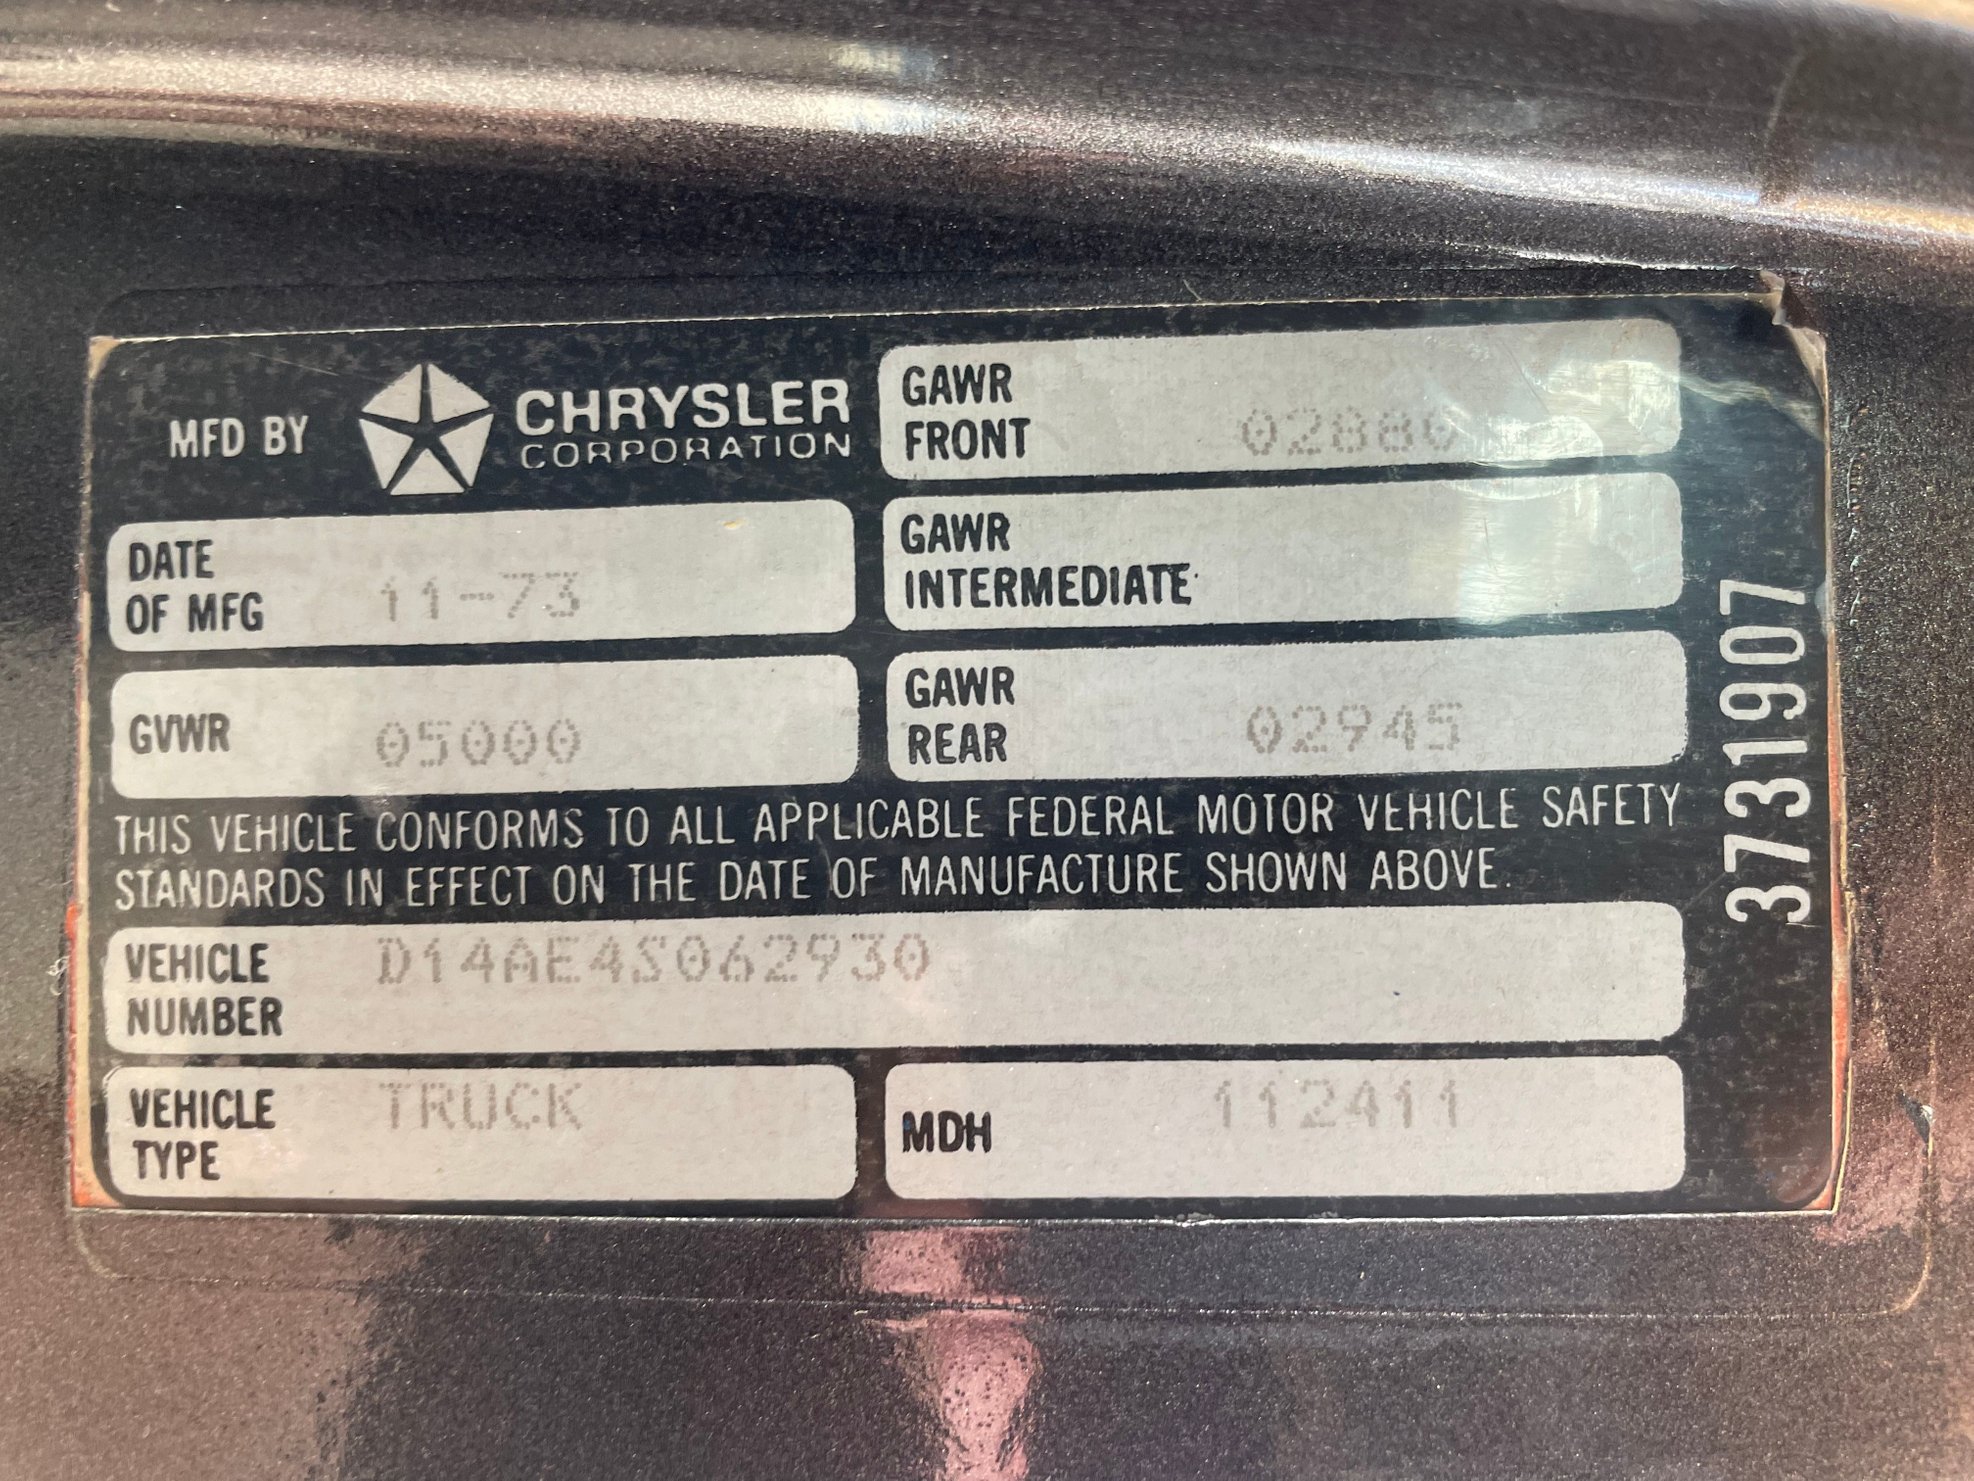 MFD BY CHRYSLER
CORPORATION
GAWR
FRONT 02880
DATE
OF MFG 11-73
GAWR
INTERMEDIATE
GVWR 05000
GAWR
REAR 02945
THIS VEHICLE CONFORMS TO ALL APPLICABLE FEDERAL MOTOR VEHICLE SAFETY
STANDARDS IN EFFECT ON THE DATE OF MANUFACTURE SHOWN ABOVE.
VEHICLE
NUMBER D14AE4S062930
VEHICLE
TYPE TRUCK
MDH 112411
3731907